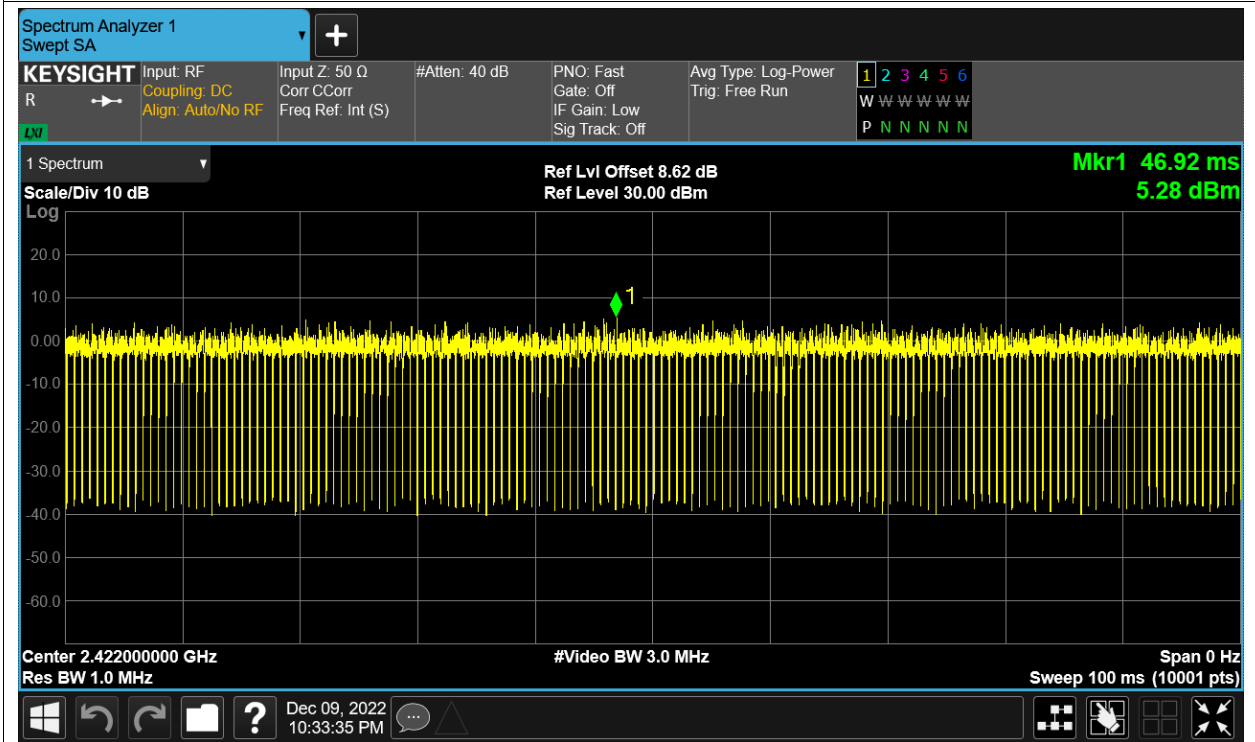 Spectrum Analyzer 1
Swept SA
+
KEYSIGHT
R
LXI
Input: RF
Coupling: DC
Align: Auto/No RF
Input Z: 50 Ω
Corr CCorr
Freq Ref: Int (S)
#Atten: 40 dB
PNO: Fast
Gate: Off
IF Gain: Low
Sig Track: Off
Avg Type: Log-Power
Trig: Free Run
1 2 3 4 5 6
W W W W W W
P N N N N N
1 Spectrum
Scale/Div 10 dB
Ref Lvl Offset 8.62 dB
Ref Level 30.00 dBm
Mkr1 46.92 ms
5.28 dBm
Log
20.0
10.0
1
0.00
-10.0
-20.0
-30.0
-40.0
-50.0
-60.0
Center 2.422000000 GHz
Res BW 1.0 MHz
#Video BW 3.0 MHz
Span 0 Hz
Sweep 100 ms (10001 pts)
?
Dec 09, 2022
10:33:35 PM